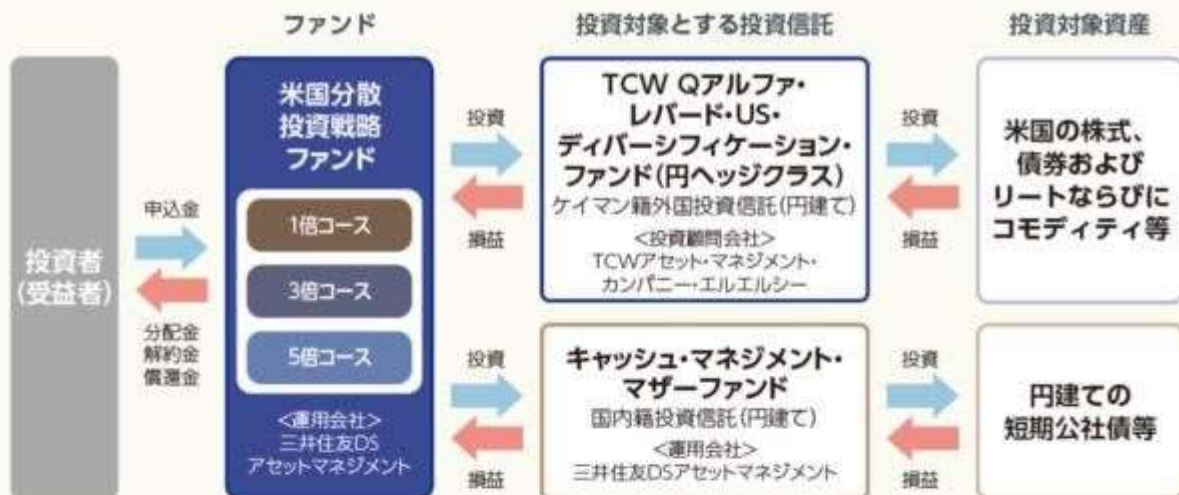 ファンド
投資対象とする投資信託
投資対象資産
投資者
(受益者)
申込金
分配金
解約金
償還金
米国分散
投資戦略
ファンド
1倍コース
3倍コース
5倍コース
<運用会社>
三井住友DS
アセットマネジメント
投資
損益
TCW Qアルファ・
レバード・US・
ディバーシフィケーション・
ファンド(円ヘッジクラス)
ケイマン籍外国投資信託(円建て)
<投資顧問会社>
TCWアセット・マネジメント・
カンパニー・エルエルシー
投資
損益
米国の株式、
債券および
リートならびに
コモディティ等
投資
損益
キャッシュ・マネジメント・
マザーファンド
国内籍投資信託(円建て)
<運用会社>
三井住友DSアセットマネジメント
投資
損益
円建ての
短期公社債等